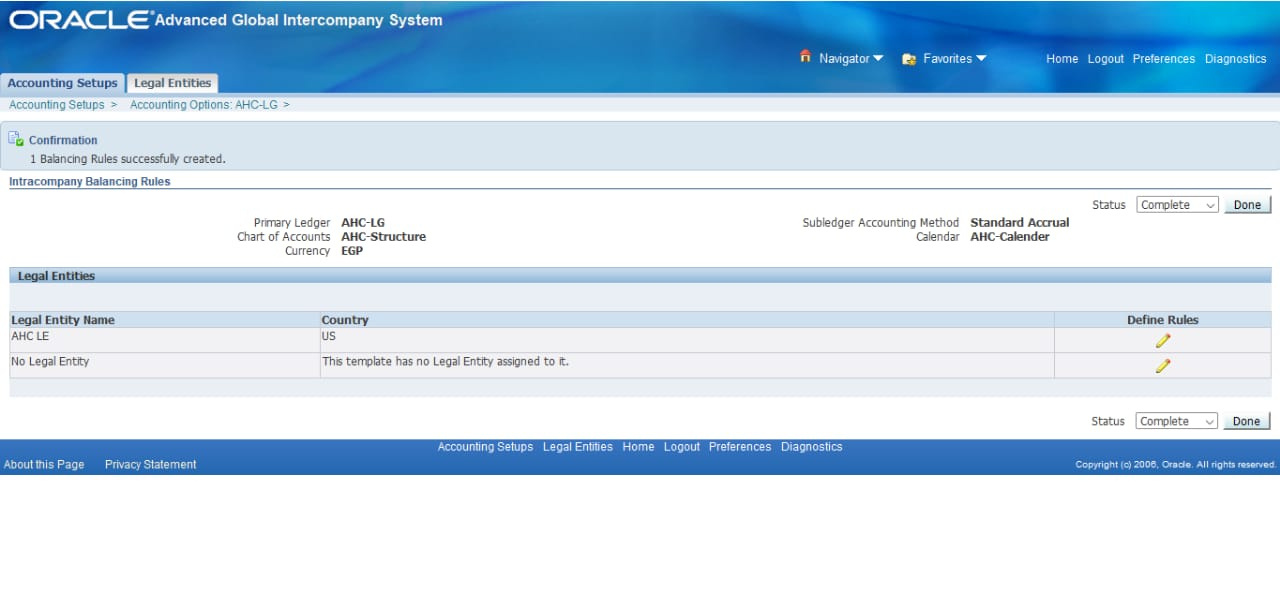 ORACLE® Advanced Global Intercompany System
Navigator Favorites Home Logout Preferences Diagnostics
Accounting Setups Legal Entities
Accounting Setups > Accounting Options: AHC-LG >
Confirmation
1 Balancing Rules successfully created.
Intracompany Balancing Rules
Status Complete Done
Primary Ledger AHC-LG Subledger Accounting Method Standard Accrual
Chart of Accounts AHC-Structure Calendar AHC-Calender
Currency EGP
Legal Entities
Legal Entity Name Country Define Rules
AHC LE US
No Legal Entity This template has no Legal Entity assigned to it.
Status Complete Done
Accounting Setups Legal Entities Home Logout Preferences Diagnostics
About this Page Privacy Statement Copyright (c) 2006, Oracle. All rights reserved.